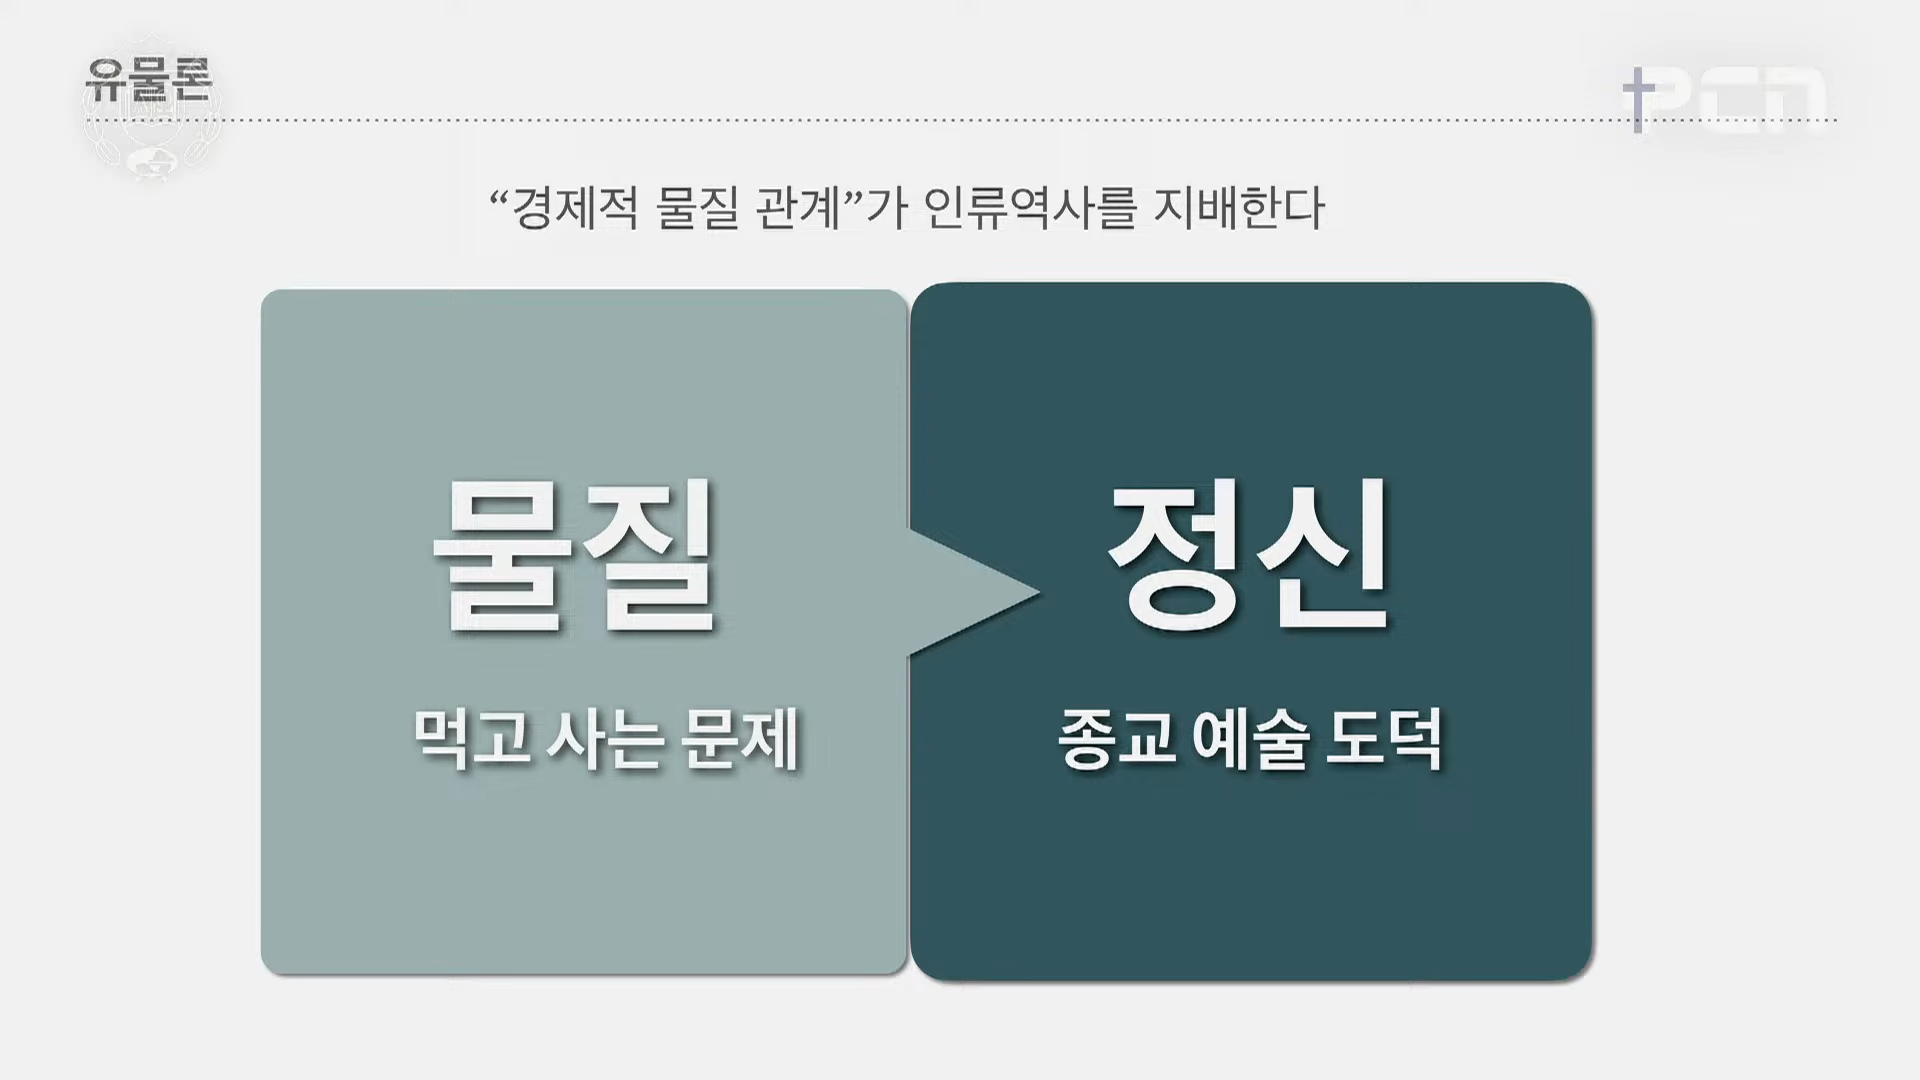 유물론
PCN
“경제적 물질 관계”가 인류역사를 지배한다
물질
먹고 사는 문제
정신
종교 예술 도덕